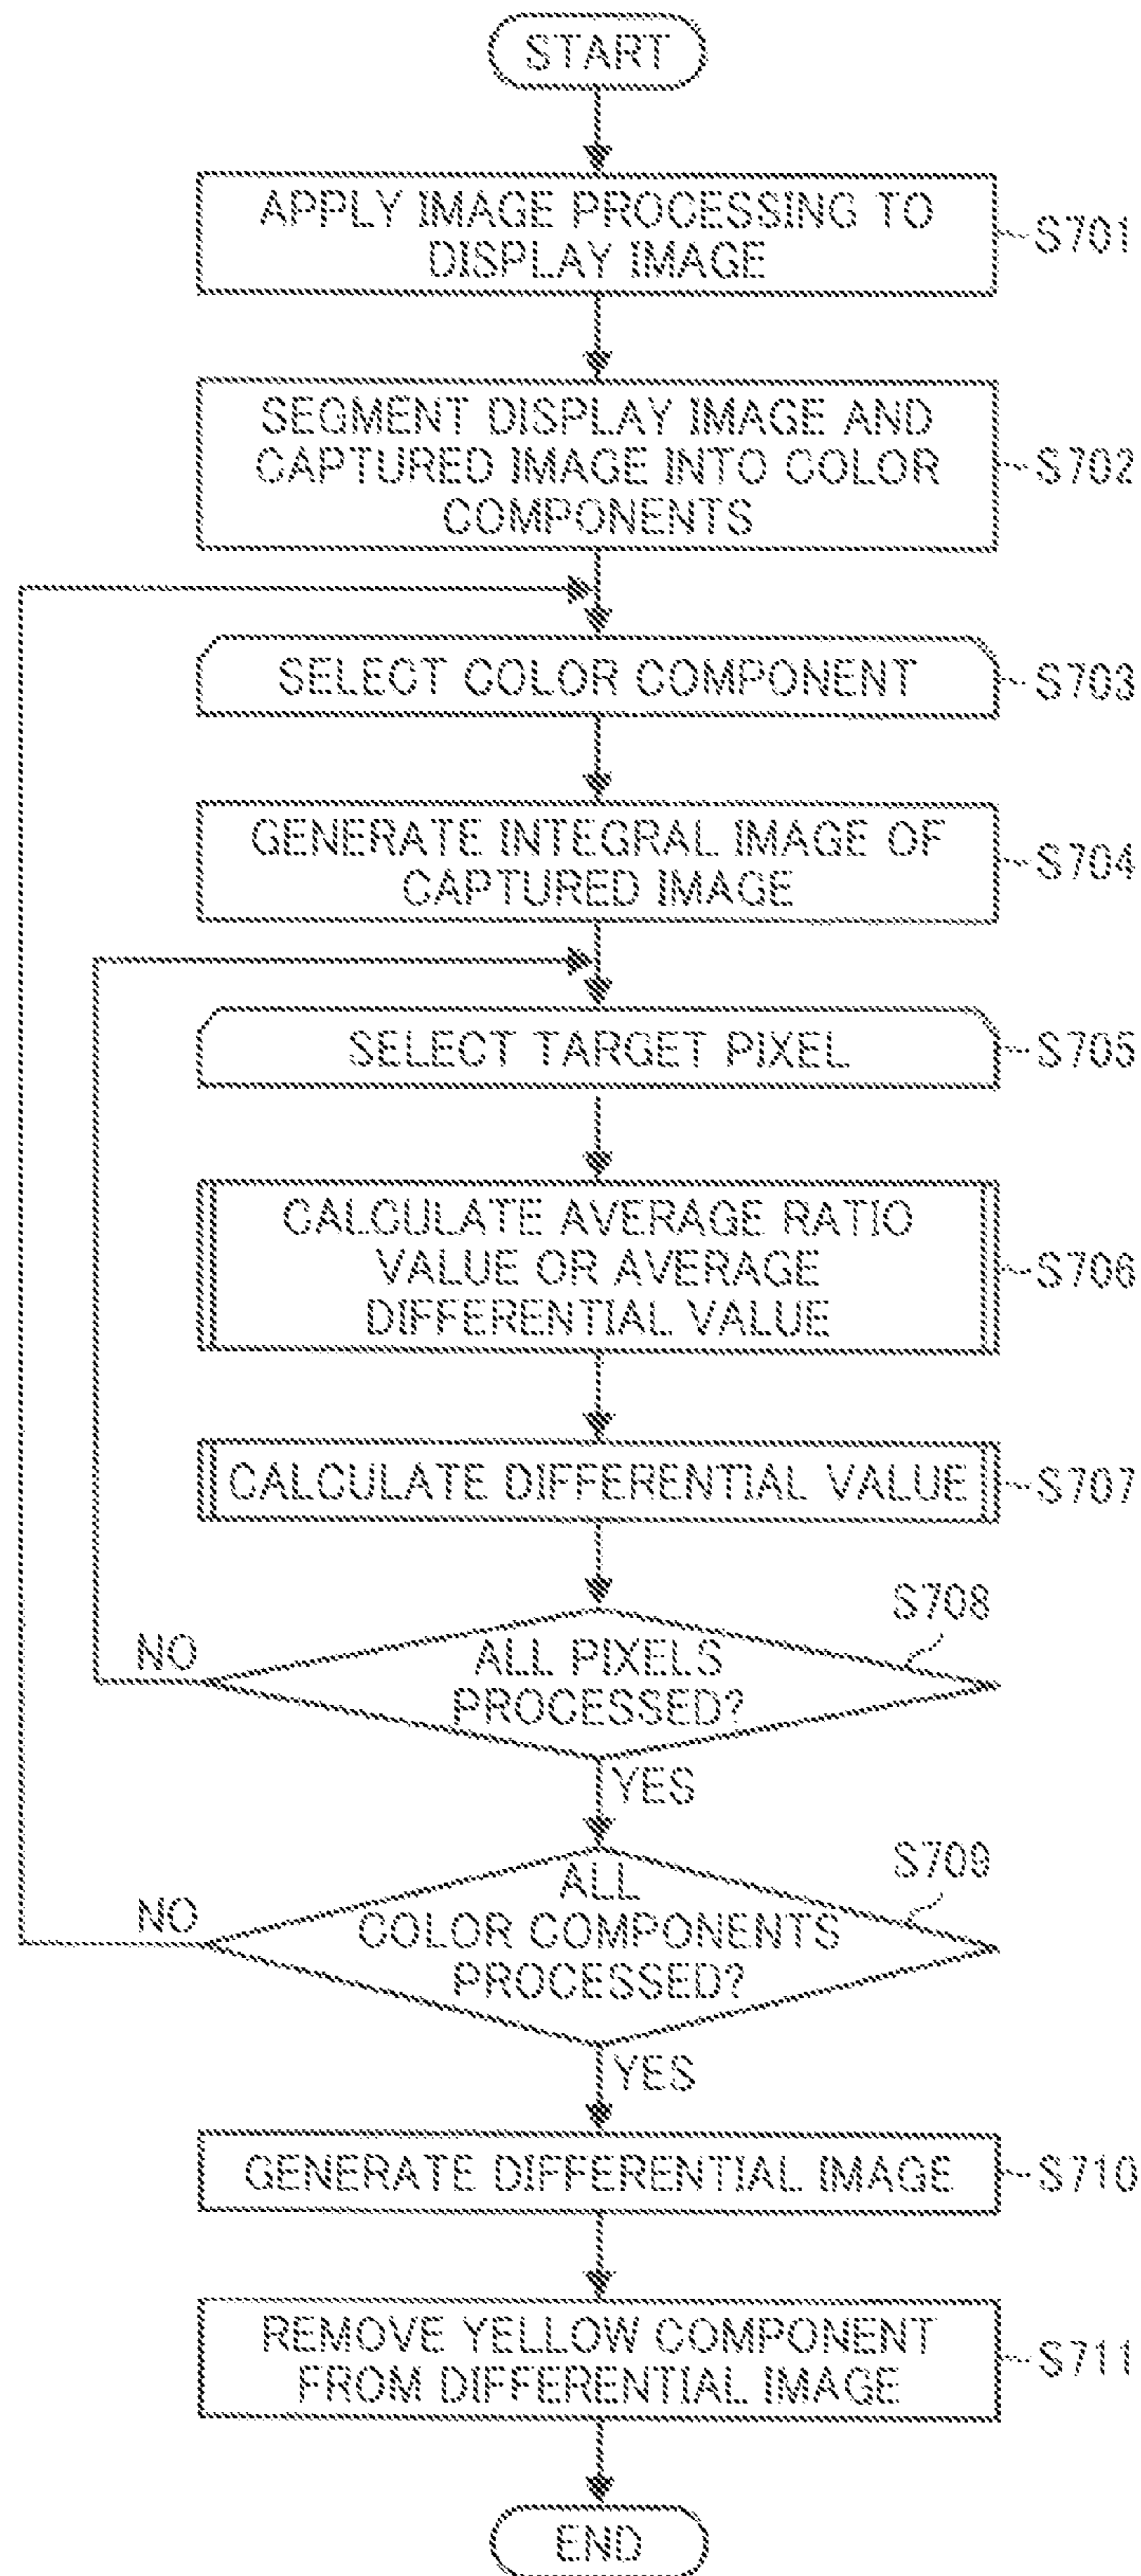 START
APPLY IMAGE PROCESSING TO
DISPLAY IMAGE
S701
SEGMENT DISPLAY IMAGE AND
CAPTURED IMAGE INTO COLOR
COMPONENTS
S702
SELECT COLOR COMPONENT
S703
GENERATE INTEGRAL IMAGE OF
CAPTURED IMAGE
S704
SELECT TARGET PIXEL
S705
CALCULATE AVERAGE RATIO
VALUE OR AVERAGE
DIFFERENTIAL VALUE
S706
CALCULATE DIFFERENTIAL VALUE
S707
S708
NO
ALL PIXELS
PROCESSED?
YES
S709
NO
ALL
COLOR COMPONENTS
PROCESSED?
YES
GENERATE DIFFERENTIAL IMAGE
S710
REMOVE YELLOW COMPONENT
FROM DIFFERENTIAL IMAGE
S711
END